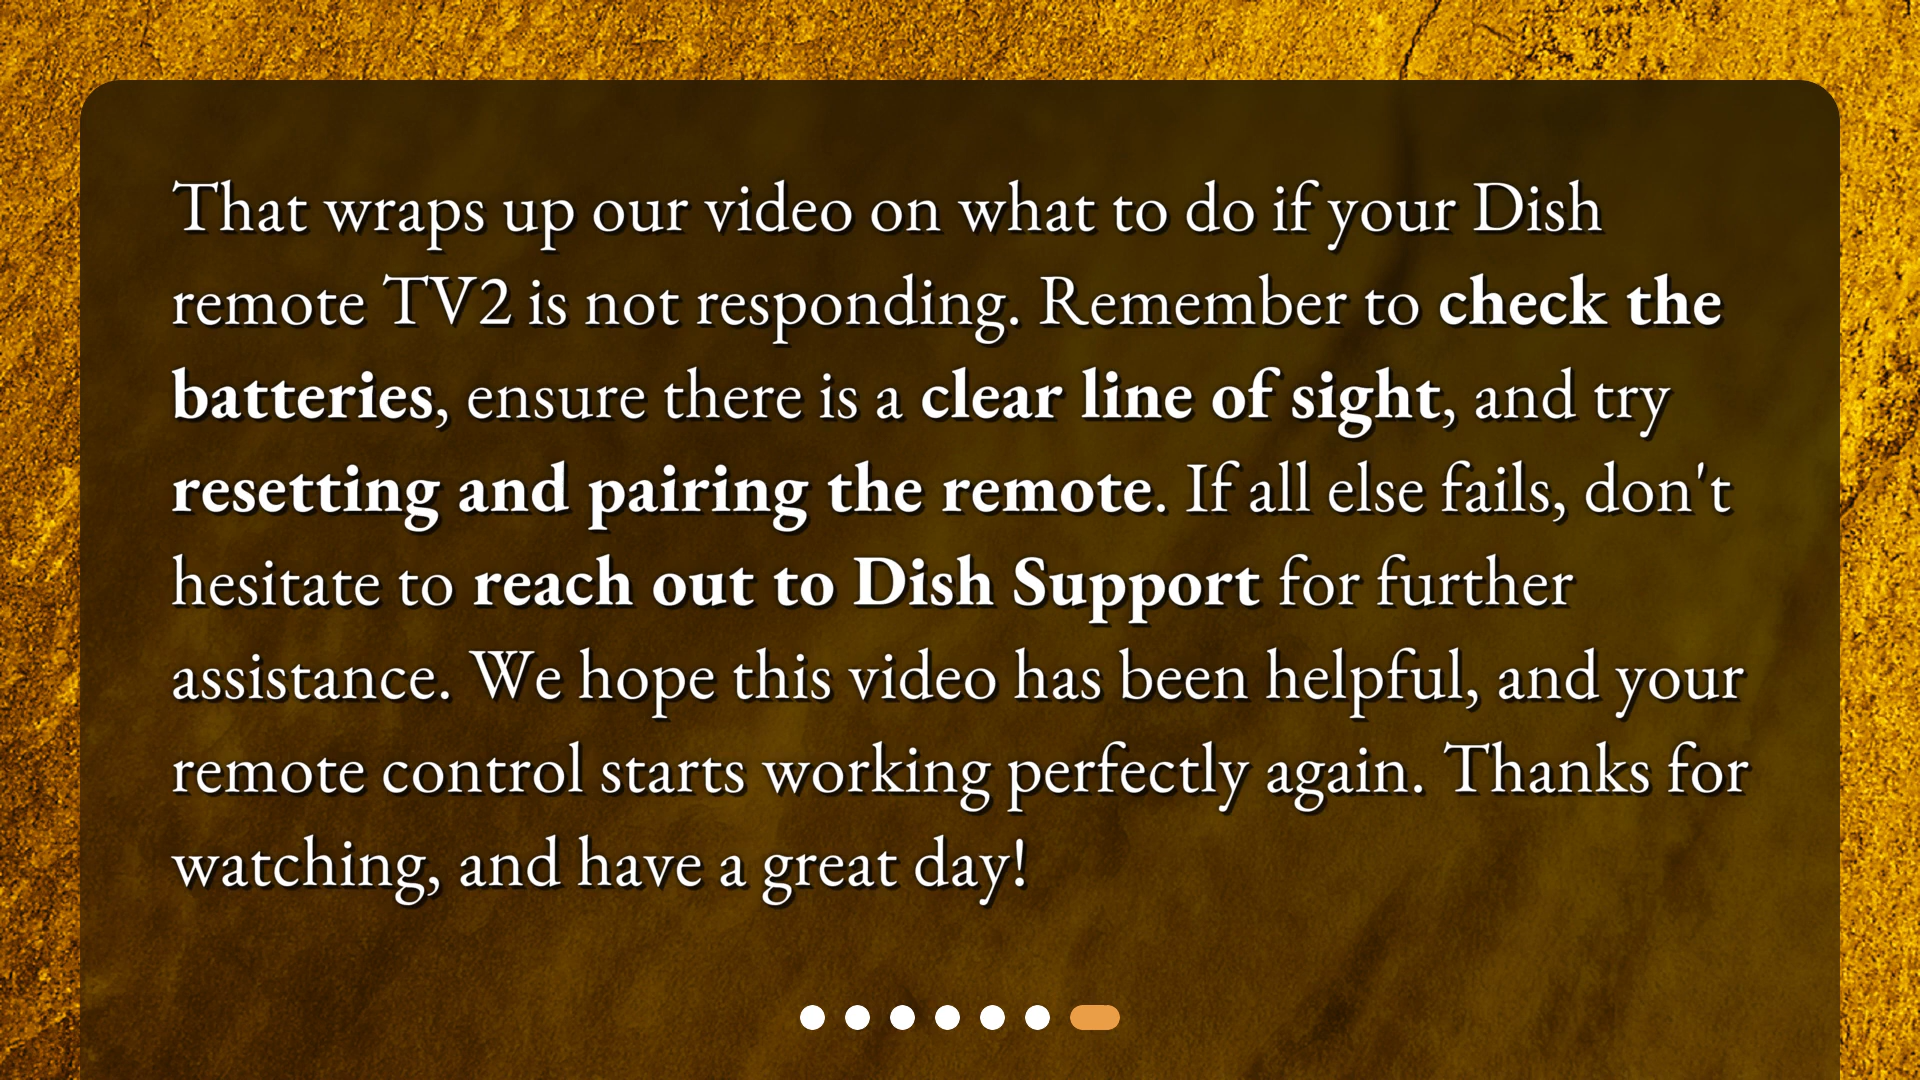 That wraps up our video on what to do if your Dish
remote TV2 is not responding. Remember to check the
batteries, ensure there is a clear line of sight, and try
resetting and pairing the remote. If all else fails, don't
hesitate to reach out to Dish Support for further
assistance. We hope this video has been helpful, and your
remote control starts working perfectly again. Thanks for
watching, and have a great day!